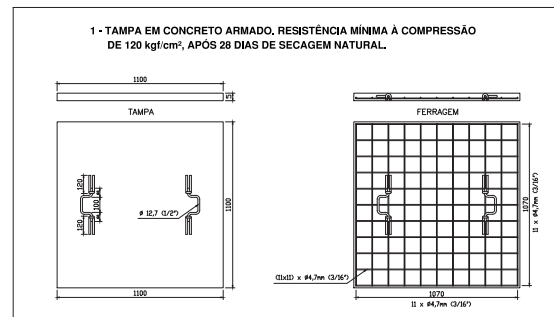 1 - TAMPA EM CONCRETO ARMADO. RESISTÊNCIA MÍNIMA À COMPRESSÃO
DE 120 kgf/cm², APÓS 28 DIAS DE SECAGEM NATURAL.
1100
TAMPA
FERRAGEM
120
100
120
Ø 12,7 (1/2")
1100
1100
1070
11 x Ø4,7mm (3/16")
(11x11) x Ø4,7mm (3/16")
1070
11 x Ø4,7mm (3/16")